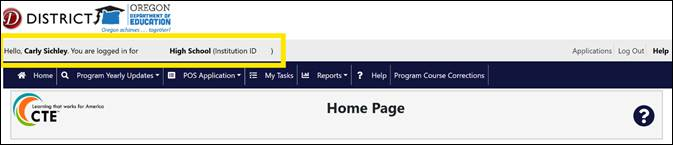 DISTRICT
OREGON
DEPARTMENT
OF EDUCATION
Oregon achieves . . . together!
Hello, Carly Sichley. You are logged in for High School (Institution ID )
Applications Log Out Help
Home Program Yearly Updates POS Application My Tasks Reports ? Help Program Course Corrections
Learning that works for America
CTE
Home Page
?